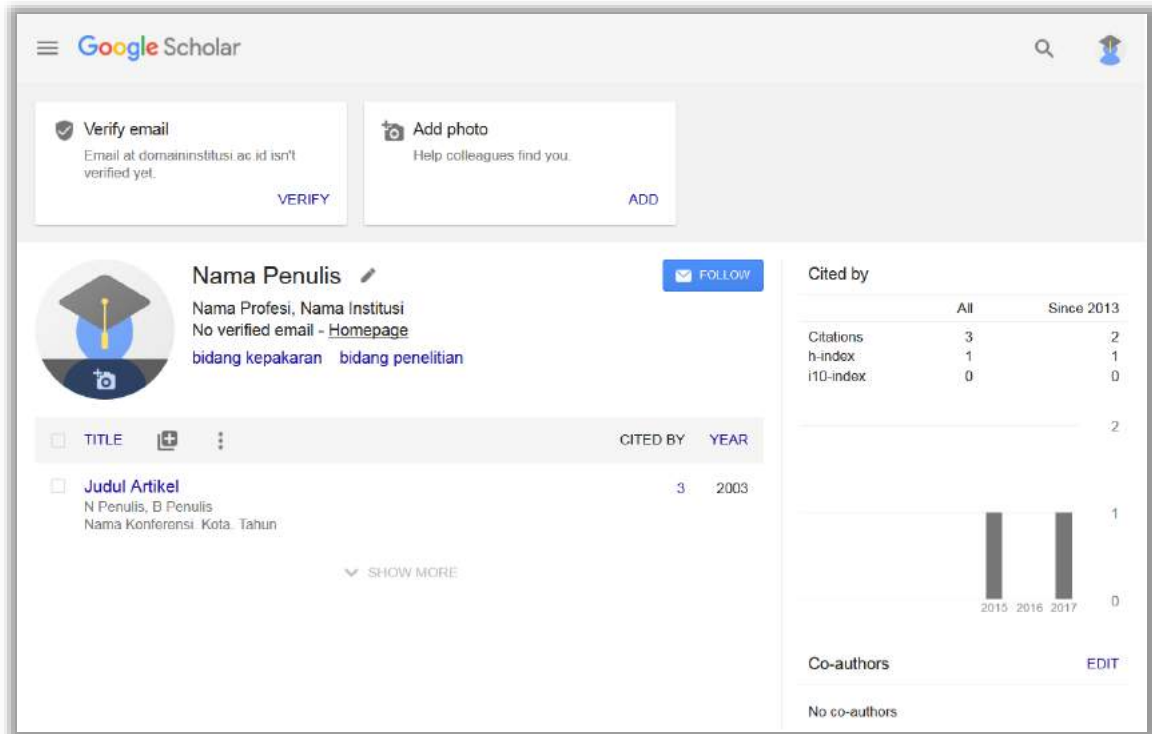 Google Scholar
Verify email
Email at domaininstitusi.ac.id isn't
verified yet.
VERIFY
Add photo
Help colleagues find you.
ADD
Nama Penulis
FOLLOW
Nama Profesi, Nama Institusi
No verified email - Homepage
bidang kepakaran bidang penelitian
TITLE CITED BY YEAR
Judul Artikel 3 2003
N Penulis, B Penulis
Nama Konferensi. Kota. Tahun
SHOW MORE
Cited by
All Since 2013
Citations 3 2
h-index 1 1
i10-index 0 0
2
1
0
2015 2016 2017
Co-authors EDIT
No co-authors